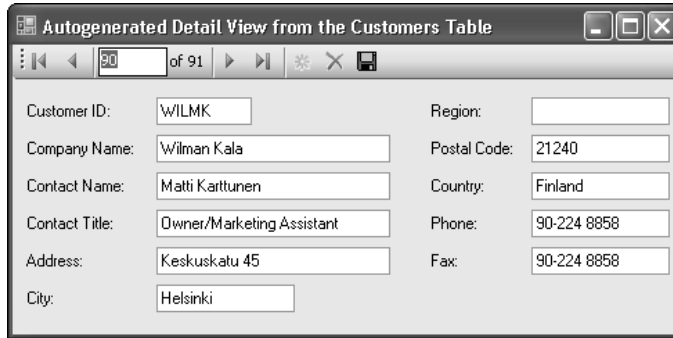 Autogenerated Detail View from the Customers Table
90 of 91
Customer ID: WILMK
Company Name: Wilman Kala
Contact Name: Matti Karttunen
Contact Title: Owner/Marketing Assistant
Address: Keskuskatu 45
City: Helsinki
Region:
Postal Code: 21240
Country: Finland
Phone: 90-224 8858
Fax: 90-224 8858